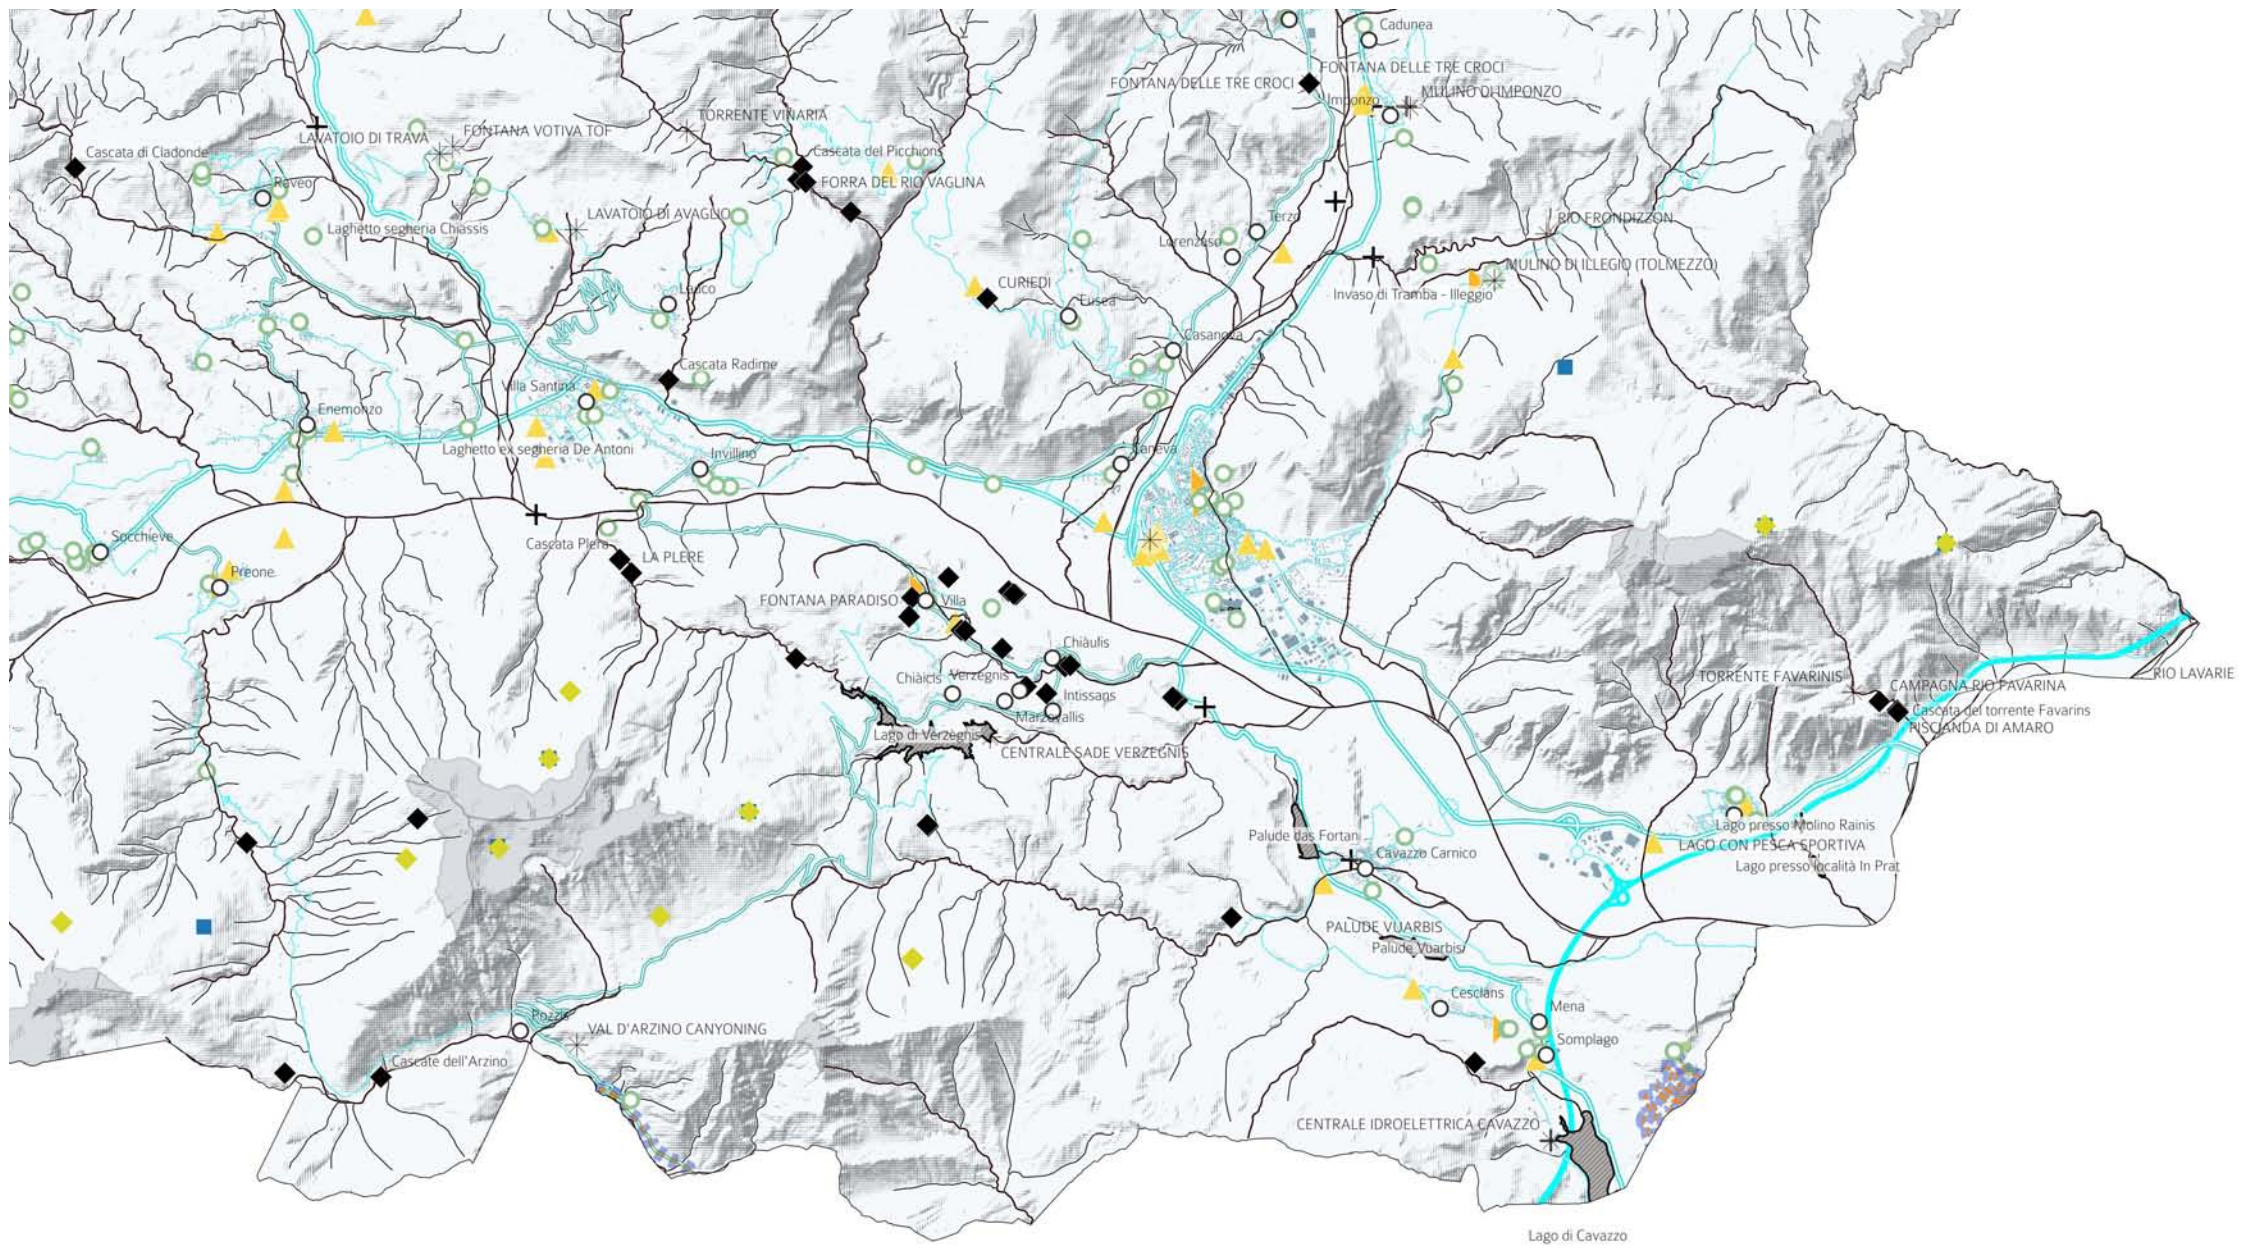 Cadunea
FONTANA DELLE TRE CROCI
FONTANA DELLE TRE CROCI
Imponzo
MULINO DI IMPONZO
TORRENTE VINARIA
LAVATOIO DI TRAVA
FONTANA VOTIVA TOF
Cascata di Cladonde
Cascata del Picchions
FORRA DEL RIO VAGLINA
Raveo
LAVATOIO DI AVAGLIO
Laghetto segheria Chiassis
Terzo
Lorenzaso
RIO FRONDIZZON
MULINO DI ILLEGIO (TOLMEZZO)
Invaso di Tramba - Illeggio
Lauco
CURIEDI
Fusea
Casanova
Cascata Radime
Villa Santina
Enemonzo
Laghetto ex segheria De Antoni
Invillino
Caneva
Socchieve
Cascata Plera
LA PLERE
Preone
FONTANA PARADISO
Villa
Chiàulis
Chiàicis
Verzegnis
Intissans
Marzovallis
Lago di Verzegnis
CENTRALE SADE VERZEGNIS
TORRENTE FAVARINIS
CAMPAGNA RIO FAVARINA
RIO LAVARIE
Cascata del torrente Favarins
PISCIANDA DI AMARO
Palude das Fortan
Cavazzo Carnico
Lago presso Molino Rainis
LAGO CON PESCA SPORTIVA
Lago presso località In Prat
PALUDE VUARBIS
Palude Vuarbis
Cesclans
Mena
Somplago
Pozzis
VAL D'ARZINO CANYONING
Cascate dell'Arzino
CENTRALE IDROELETTRICA CAVAZZO
Lago di Cavazzo